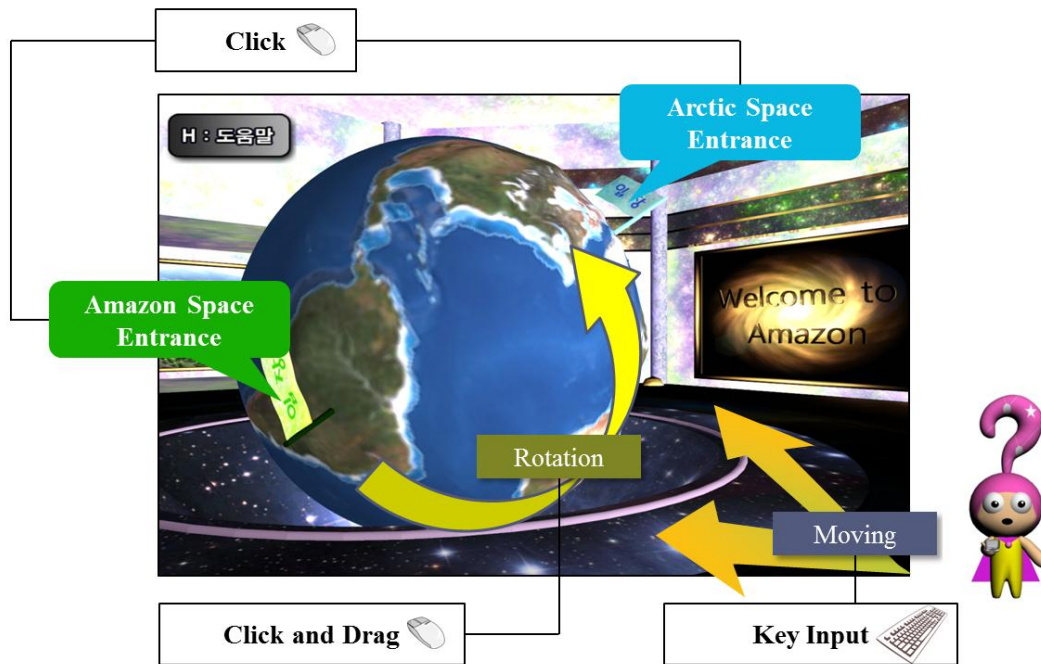 Click
Arctic Space
Entrance
H : 도움말
Welcome to
Amazon
Amazon Space
Entrance
Rotation
Moving
Click and Drag
Key Input